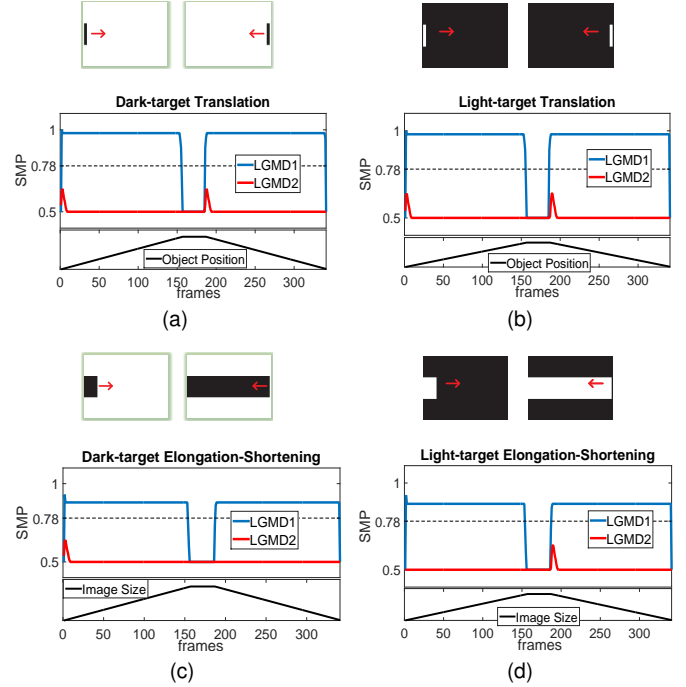 Dark-target Translation
1
0.78
0.5
SMP
LGMD1
LGMD2
Object Position
0 50 100 150 200 250 300
frames
(a)
Light-target Translation
1
0.78
0.5
SMP
LGMD1
LGMD2
Object Position
0 50 100 150 200 250 300
frames
(b)
Dark-target Elongation-Shortening
1
0.78
0.5
SMP
LGMD1
LGMD2
Image Size
0 50 100 150 200 250 300
frames
(c)
Light-target Elongation-Shortening
1
0.78
0.5
SMP
LGMD1
LGMD2
Image Size
0 50 100 150 200 250 300
frames
(d)